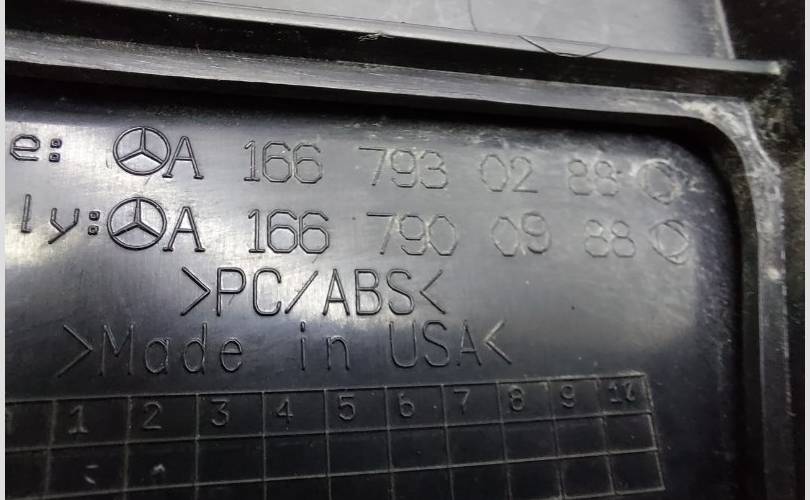 e: A 166 793 02 88
ly: A 166 790 09 88
>PC/ABS<
>Made in USA<
1 2 3 4 5 6 7 8 9 10